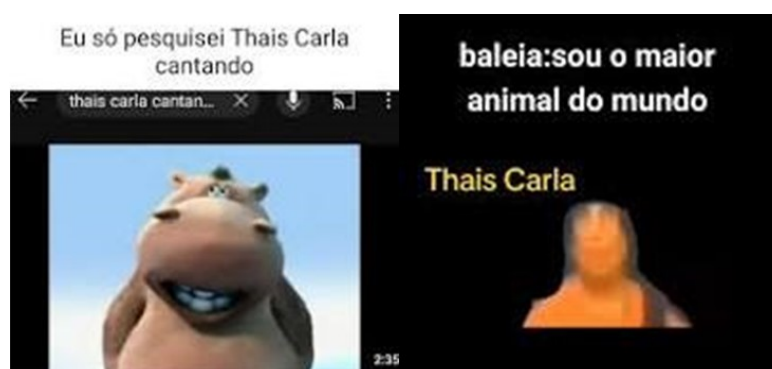 Eu só pesquisei Thais Carla
cantando
thais carla cantan...
2:35
baleia:sou o maior
animal do mundo
Thais Carla